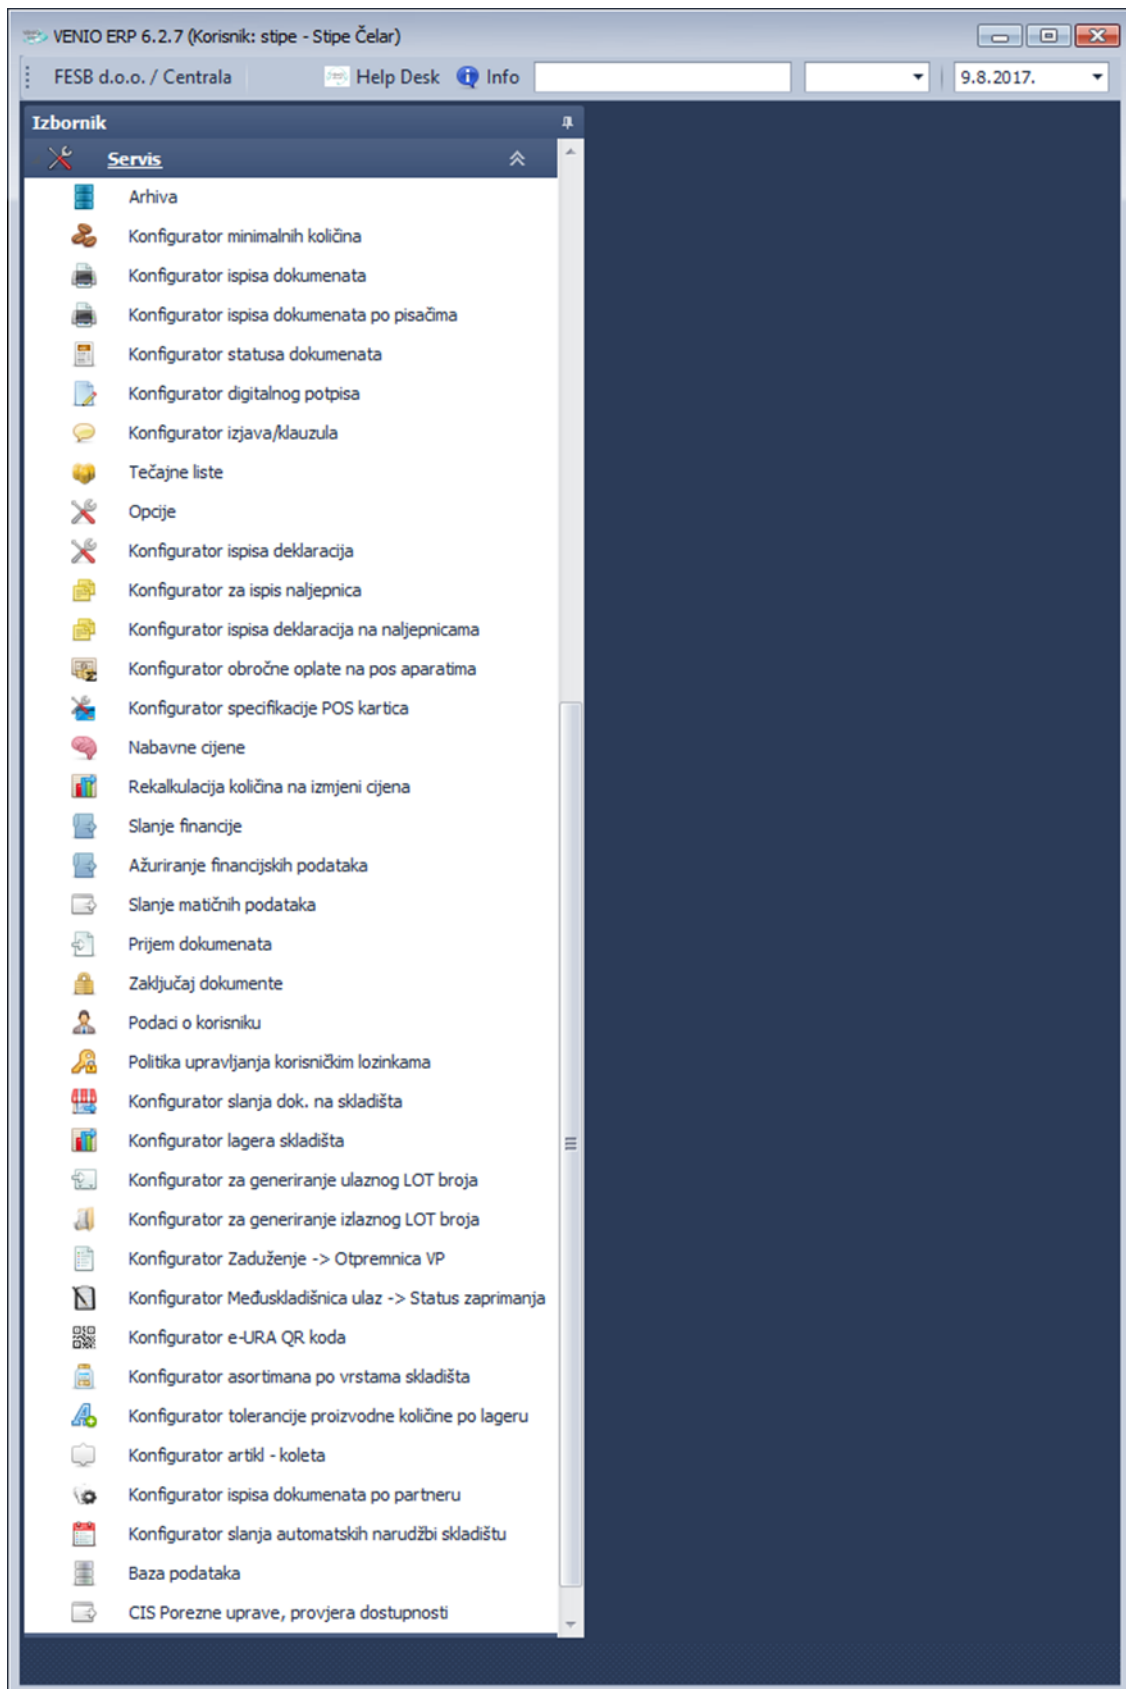 VENIO ERP 6.2.7 (Korisnik: stipe - Stipe Čelar)
FESB d.o.o. / Centrala Help Desk Info 9.8.2017.
Izbornik
Servis
Arhiva
Konfigurator minimalnih količina
Konfigurator ispisa dokumenata
Konfigurator ispisa dokumenata po pisačima
Konfigurator statusa dokumenata
Konfigurator digitalnog potpisa
Konfigurator izjava/klauzula
Tečajne liste
Opcije
Konfigurator ispisa deklaracija
Konfigurator za ispis naljepnica
Konfigurator ispisa deklaracija na naljepnicama
Konfigurator obročne oplate na pos aparatima
Konfigurator specifikacije POS kartica
Nabavne cijene
Rekalkulacija količina na izmjeni cijena
Slanje financije
Ažuriranje financijskih podataka
Slanje matičnih podataka
Prijem dokumenata
Zaključaj dokumente
Podaci o korisniku
Politika upravljanja korisničkim lozinkama
Konfigurator slanja dok. na skladišta
Konfigurator lagera skladišta
Konfigurator za generiranje ulaznog LOT broja
Konfigurator za generiranje izlaznog LOT broja
Konfigurator Zaduženje -> Otpremnica VP
Konfigurator Međuskladišnica ulaz -> Status zaprimanja
Konfigurator e-URA QR koda
Konfigurator asortimana po vrstama skladišta
Konfigurator tolerancije proizvodne količine po lageru
Konfigurator artikl - koleta
Konfigurator ispisa dokumenata po partneru
Konfigurator slanja automatskih narudžbi skladištu
Baza podataka
CIS Porezne uprave, provjera dostupnosti